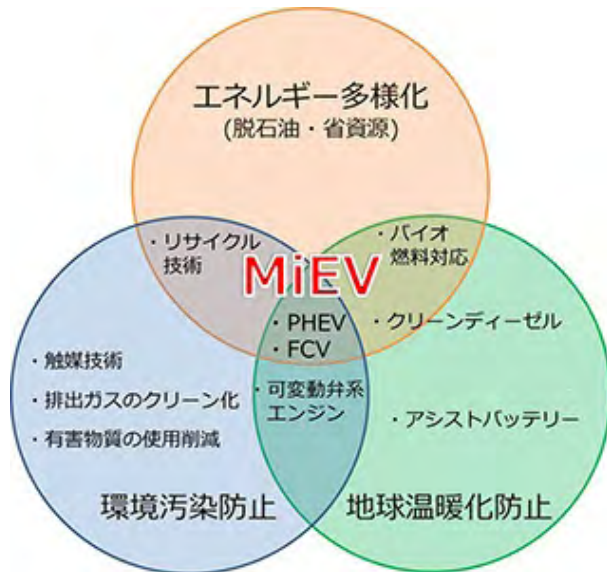 エネルギー多様化
(脱石油・省資源)
・リサイクル
技術
・バイオ
燃料対応
MiEV
・PHEV
・FCV
・クリーンディーゼル
・触媒技術
・排出ガスのクリーン化
・有害物質の使用削減
・可変動弁系
エンジン
・アシストバッテリー
環境汚染防止
地球温暖化防止